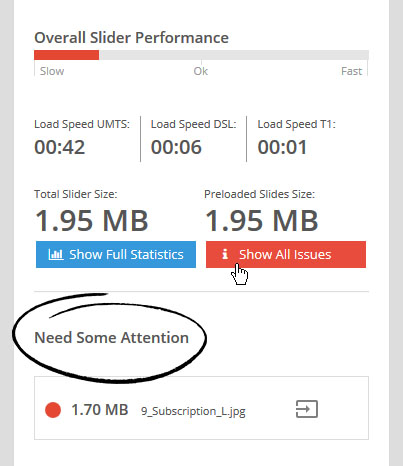 Overall Slider Performance
Slow Ok Fast
Load Speed UMTS: Load Speed DSL: Load Speed T1:
00:42 00:06 00:01
Total Slider Size: Preloaded Slides Size:
1.95 MB 1.95 MB
Show Full Statistics Show All Issues
Need Some Attention
1.70 MB 9_Subscription_L.jpg